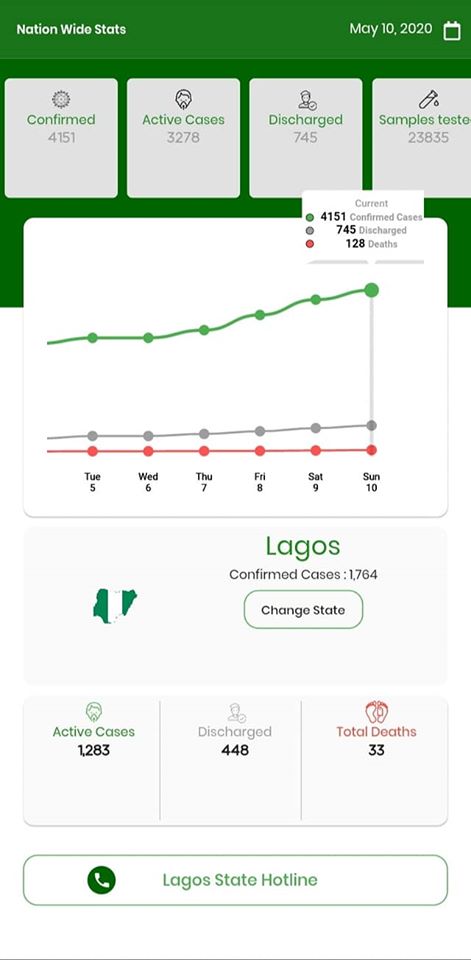 Nation Wide Stats
May 10, 2020
Confirmed
4151
Active Cases
3278
Discharged
745
Samples teste
23835
Current
4151 Confirmed Cases
745 Discharged
128 Deaths
Tue Wed Thu Fri Sat Sun
5 6 7 8 9 10
Lagos
Confirmed Cases : 1,764
Change State
Active Cases
1,283
Discharged
448
Total Deaths
33
Lagos State Hotline